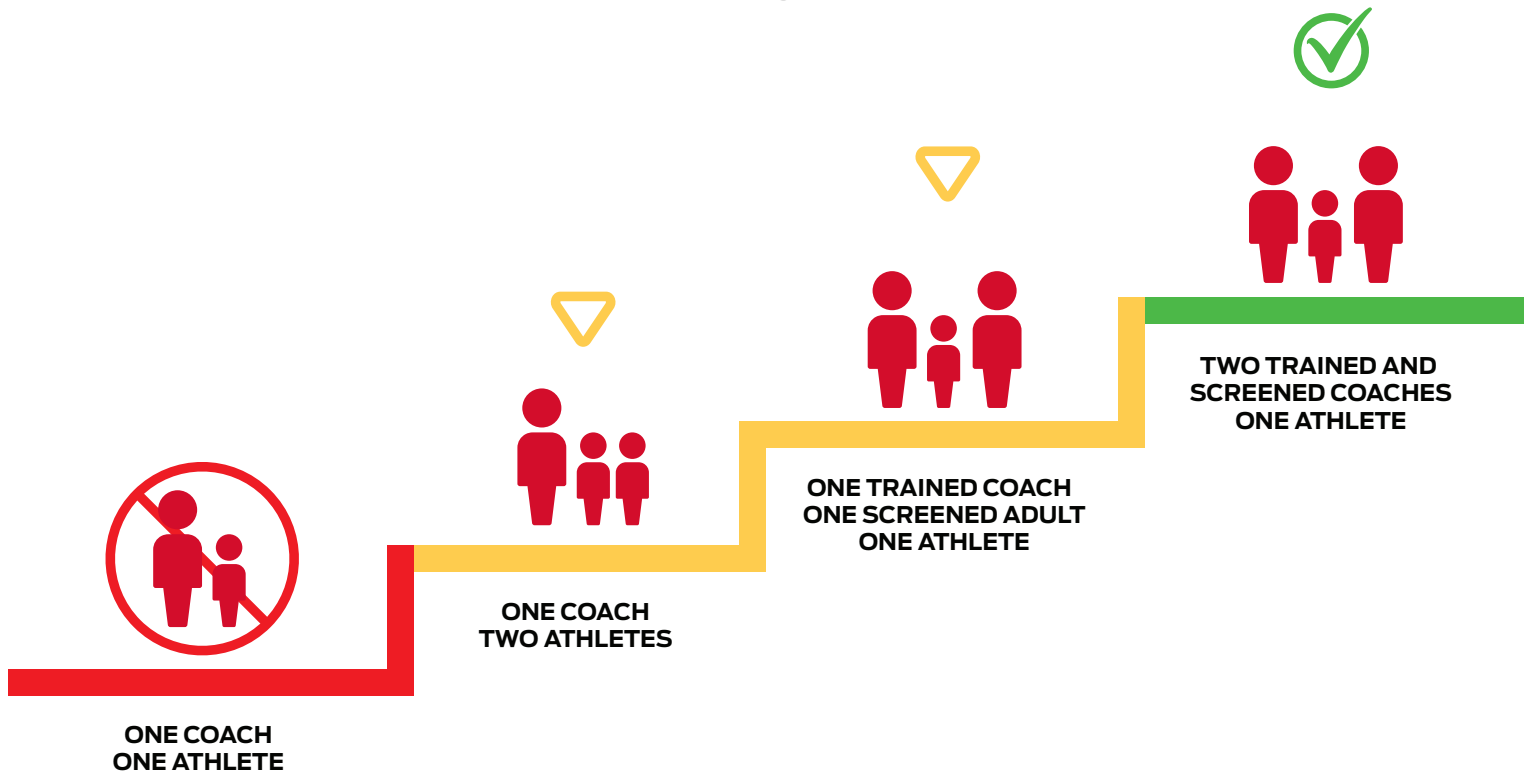 ONE COACH
ONE ATHLETE
ONE COACH
TWO ATHLETES
ONE TRAINED COACH
ONE SCREENED ADULT
ONE ATHLETE
TWO TRAINED AND
SCREENED COACHES
ONE ATHLETE